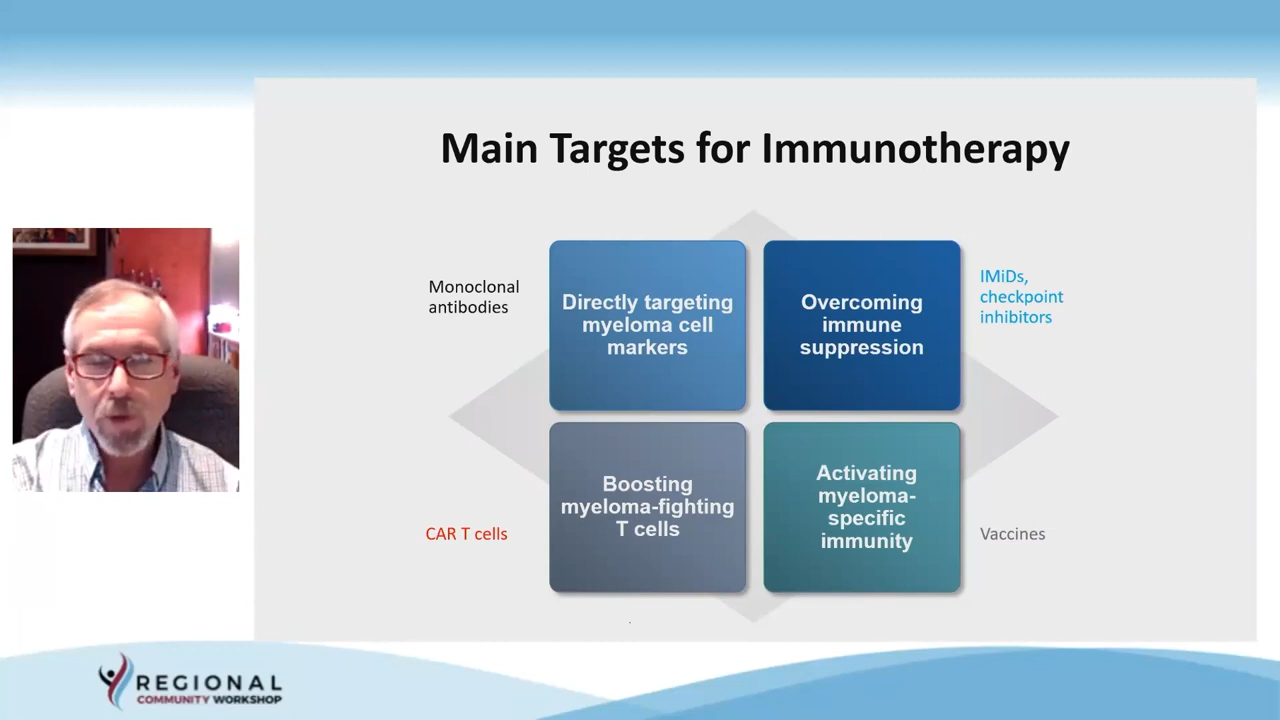 Main Targets for Immunotherapy
Monoclonal
antibodies
Directly targeting
myeloma cell
markers
Overcoming
immune
suppression
IMiDs,
checkpoint
inhibitors
CAR T cells
Boosting
myeloma-fighting
T cells
Activating
myeloma-
specific
immunity
Vaccines
REGIONAL
COMMUNITY WORKSHOP